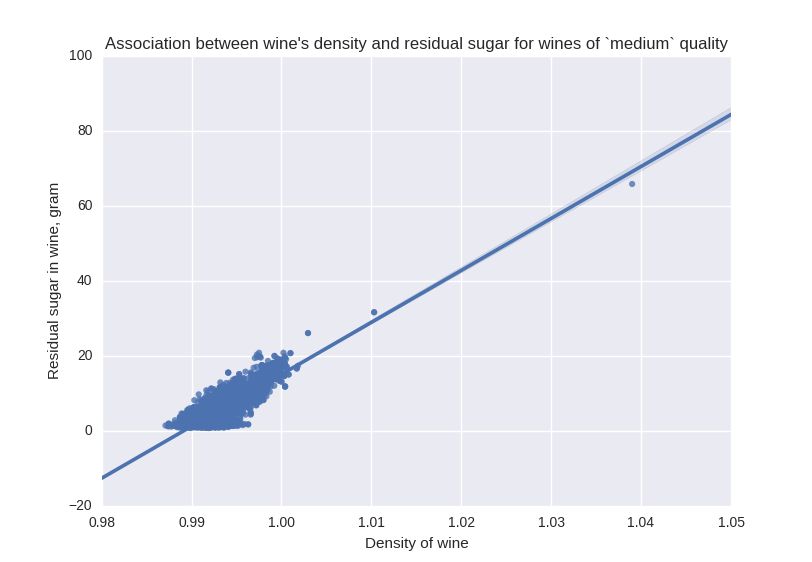 Association between wine's density and residual sugar for wines of `medium` quality
100
80
60
40
20
0
−20
Residual sugar in wine, gram
0.98 0.99 1.00 1.01 1.02 1.03 1.04 1.05
Density of wine